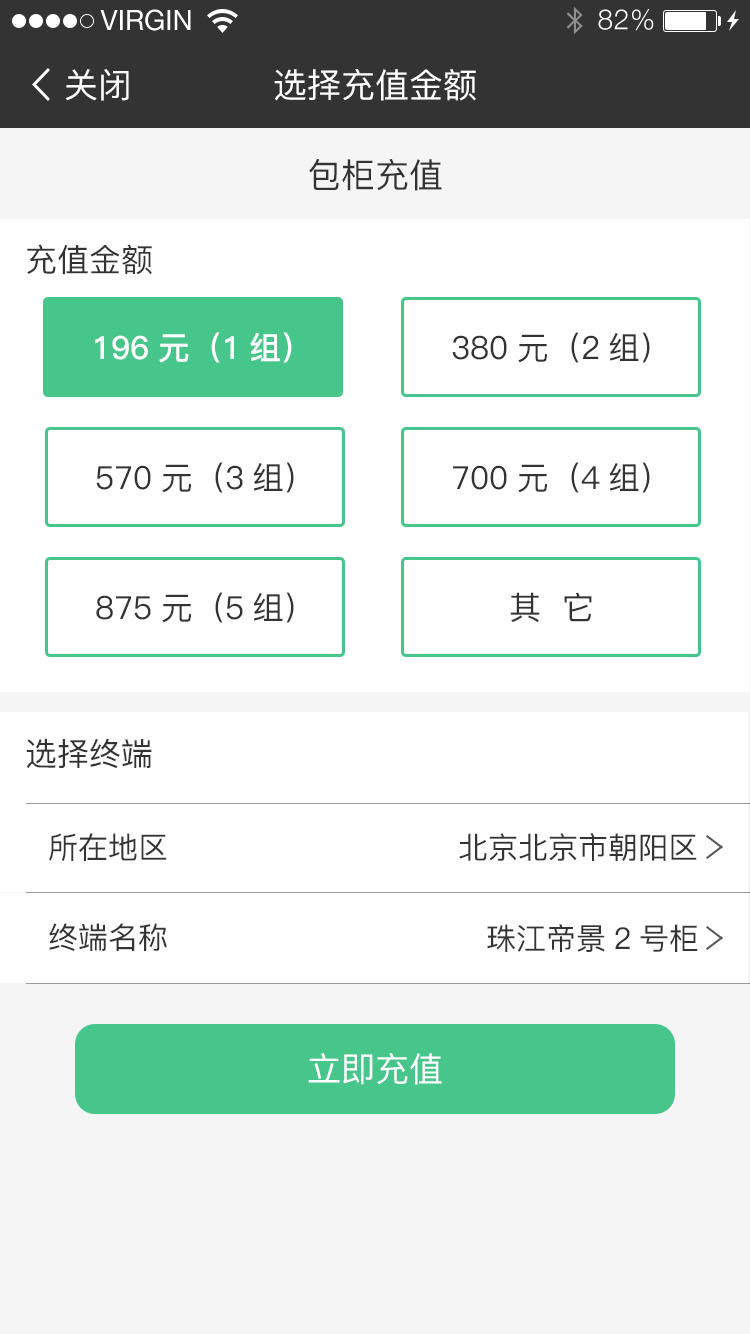 VIRGIN 82%
关闭 选择充值金额
包柜充值
充值金额
196 元（1 组） 380 元（2 组）
570 元（3 组） 700 元（4 组）
875 元（5 组） 其 它
选择终端
所在地区 北京北京市朝阳区
终端名称 珠江帝景 2 号柜
立即充值